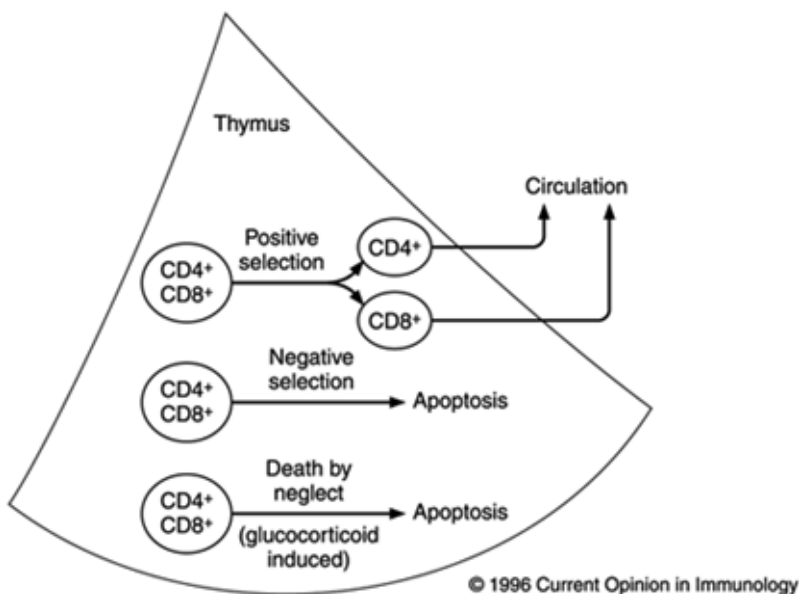 Thymus
Circulation
Positive
selection
CD4⁺
CD8⁺
CD4⁺
CD8⁺
Negative
selection
CD4⁺
CD8⁺
Apoptosis
Death by
neglect
CD4⁺
CD8⁺
Apoptosis
(glucocorticoid
induced)
© 1996 Current Opinion in Immunology